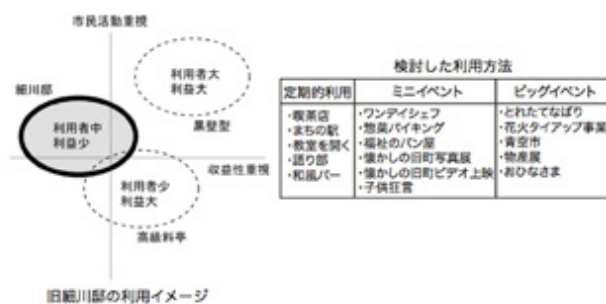 市民活動重視
細川邸
利用者大
利益大
黒壁型
利用者中
利益少
収益性重視
利用者少
利益大
高級料亭
旧細川邸の利用イメージ
検討した利用方法
定期的利用
・喫茶店
・まちの駅
・教室を開く
・語り部
・和風バー
ミニイベント
・ワンデイシェフ
・惣菜バイキング
・福祉のパン屋
・懐かしの旧町写真展
・懐かしの旧町ビデオ上映
・子供狂言
ビッグイベント
・とれたてなばり
・花火タイアップ事業
・青空市
・物産展
・おひなさま